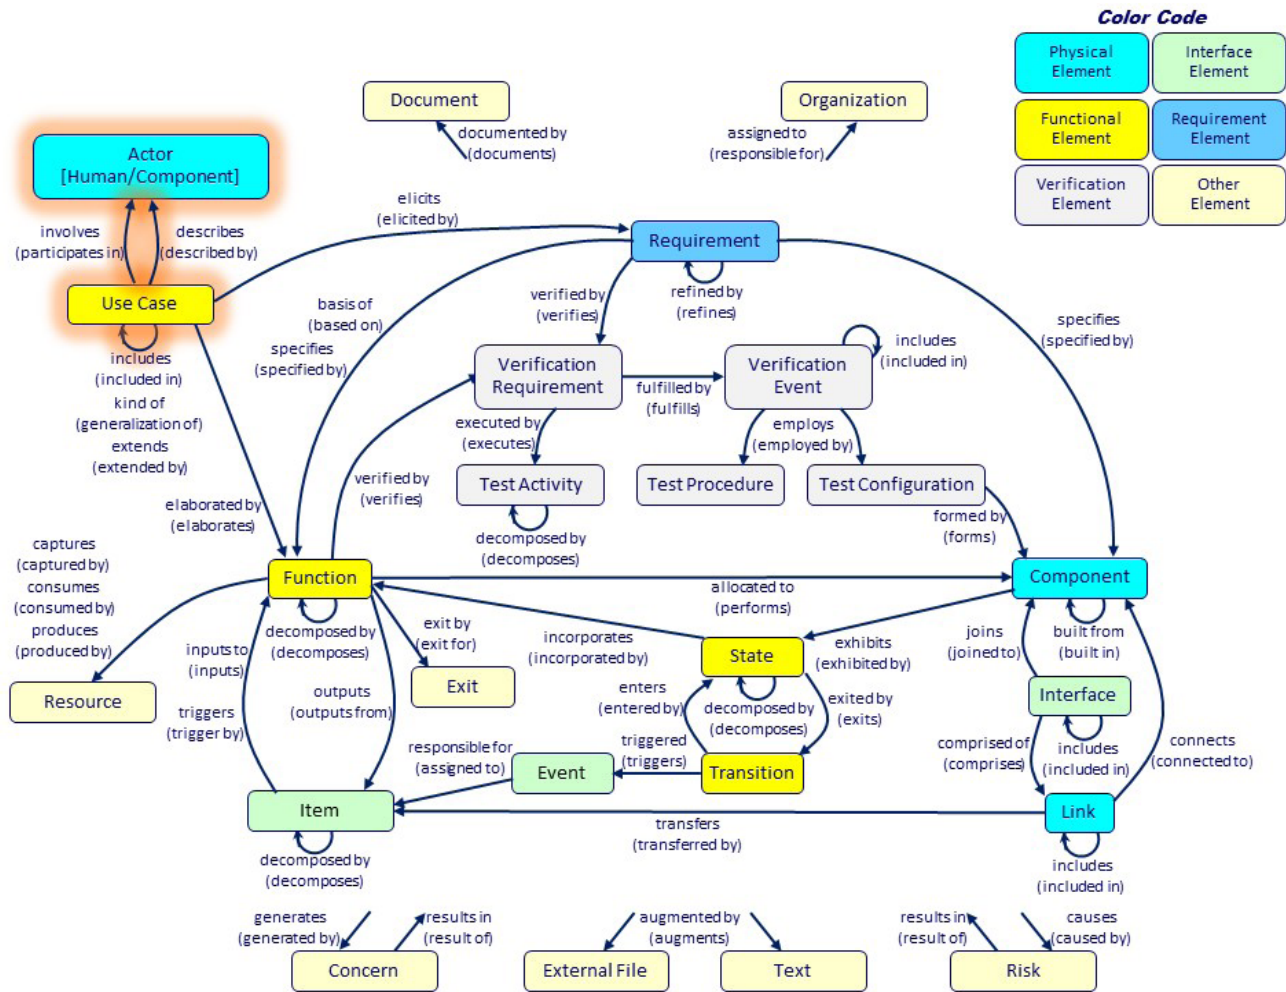 Color Code
Physical
Element
Interface
Element
Functional
Element
Requirement
Element
Verification
Element
Other
Element
Document
documented by
(documents)
Organization
assigned to
(responsible for)
Actor
[Human/Component]
involves
(participates in)
describes
(described by)
Use Case
includes
(included in)
kind of
(generalization of)
extends
(extended by)
elicits
(elicited by)
Requirement
refined by
(refines)
basis of
(based on)
specifies
(specified by)
verified by
(verifies)
specifies
(specified by)
Verification
Requirement
fulfilled by
(fulfills)
Verification
Event
includes
(included in)
executed by
(executes)
employs
(employed by)
Test Activity
decomposed by
(decomposes)
Test Procedure
Test Configuration
formed by
(forms)
verified by
(verifies)
elaborated by
(elaborates)
captures
(captured by)
consumes
(consumed by)
produces
(produced by)
Function
decomposed by
(decomposes)
allocated to
(performs)
Component
built from
(built in)
joins
(joined to)
exit by
(exit for)
Exit
incorporates
(incorporated by)
State
decomposed by
(decomposes)
exhibits
(exhibited by)
exited by
(exits)
enters
(entered by)
Resource
inputs to
(inputs)
triggers
(trigger by)
outputs
(outputs from)
Interface
includes
(included in)
comprised of
(comprises)
connects
(connected to)
responsible for
(assigned to)
Event
triggered
(triggers)
Transition
Item
decomposed by
(decomposes)
transfers
(transferred by)
Link
includes
(included in)
generates
(generated by)
results in
(result of)
Concern
augmented by
(augments)
External File
Text
results in
(result of)
causes
(caused by)
Risk